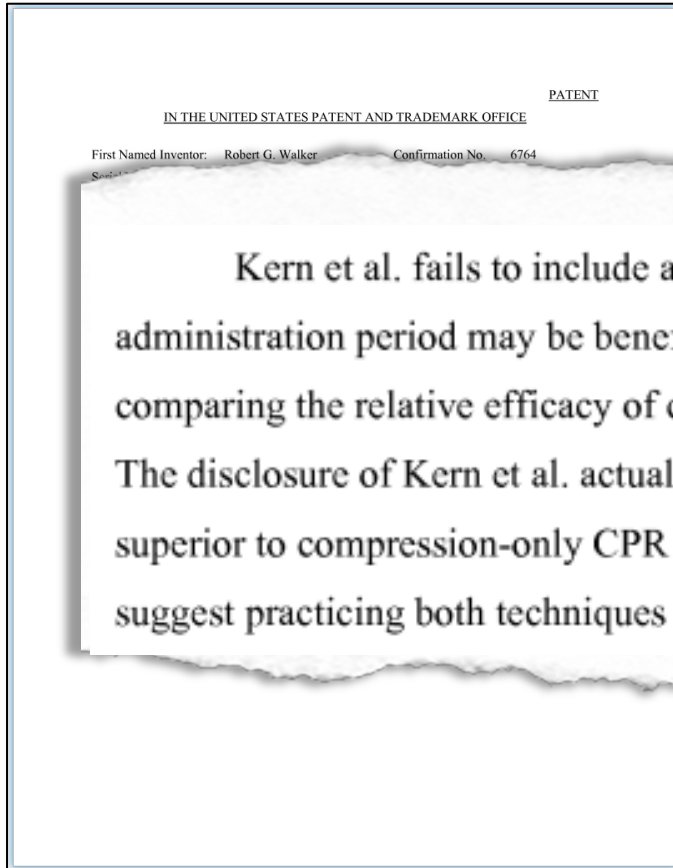 PATENT
IN THE UNITED STATES PATENT AND TRADEMARK OFFICE
First Named Inventor: Robert G. Walker Confirmation No. 6764
Kern et al. fails to include a
administration period may be
comparing the relative efficacy of
The disclosure of Kern et al.
superior to compression-only CPR
suggest practicing both techniques